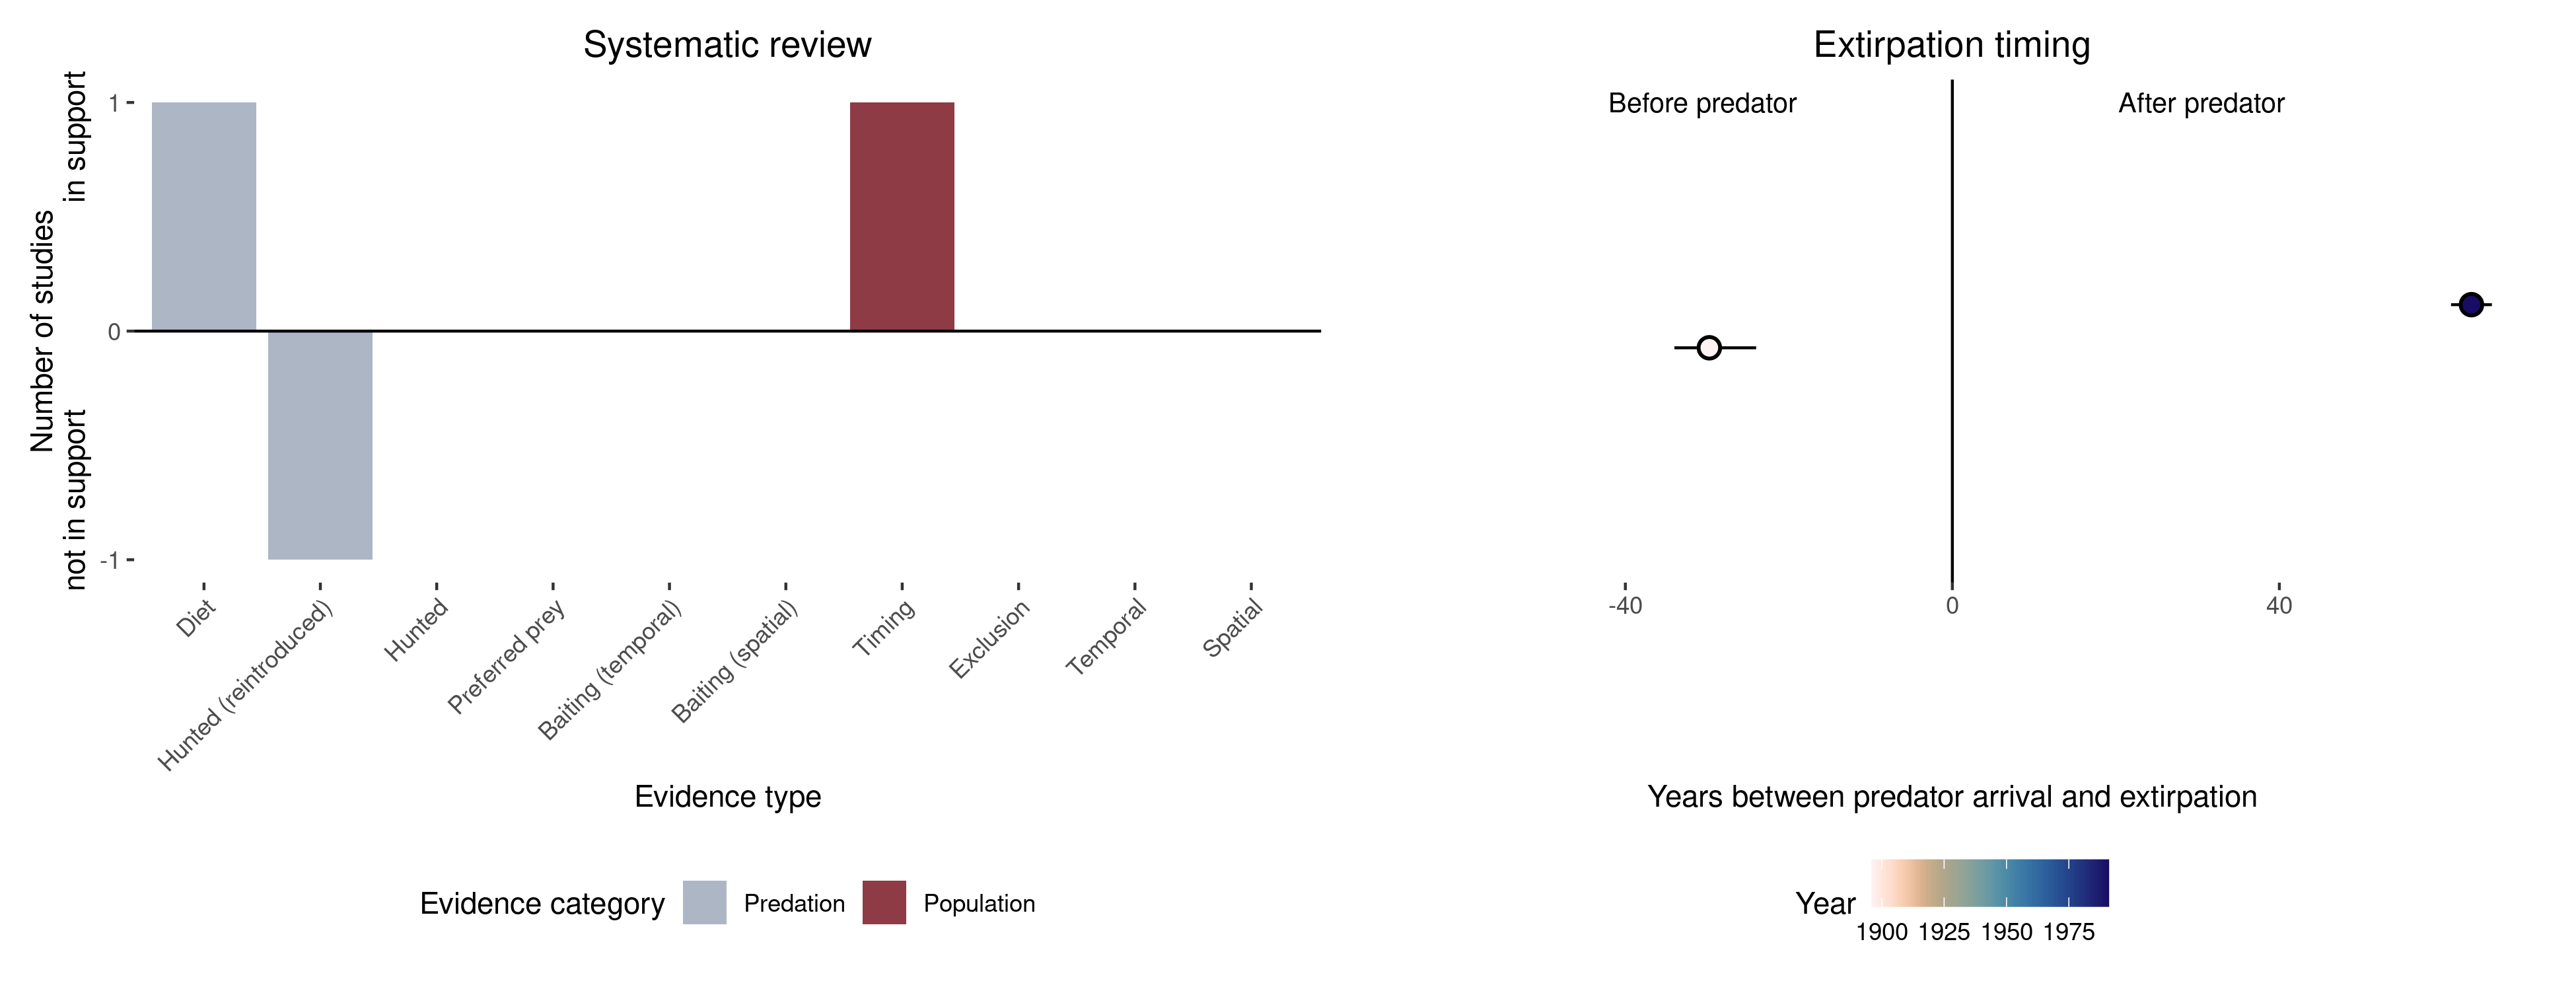 Systematic review
Number of studies
not in support
in support
1
0
-1
Diet
Hunted (reintroduced)
Hunted
Preferred prey
Baiting (temporal)
Baiting (spatial)
Timing
Exclusion
Temporal
Spatial
Evidence type
Evidence category
Predation
Population
Extirpation timing
Before predator
After predator
-40
0
40
Years between predator arrival and extirpation
Year
1900 1925 1950 1975